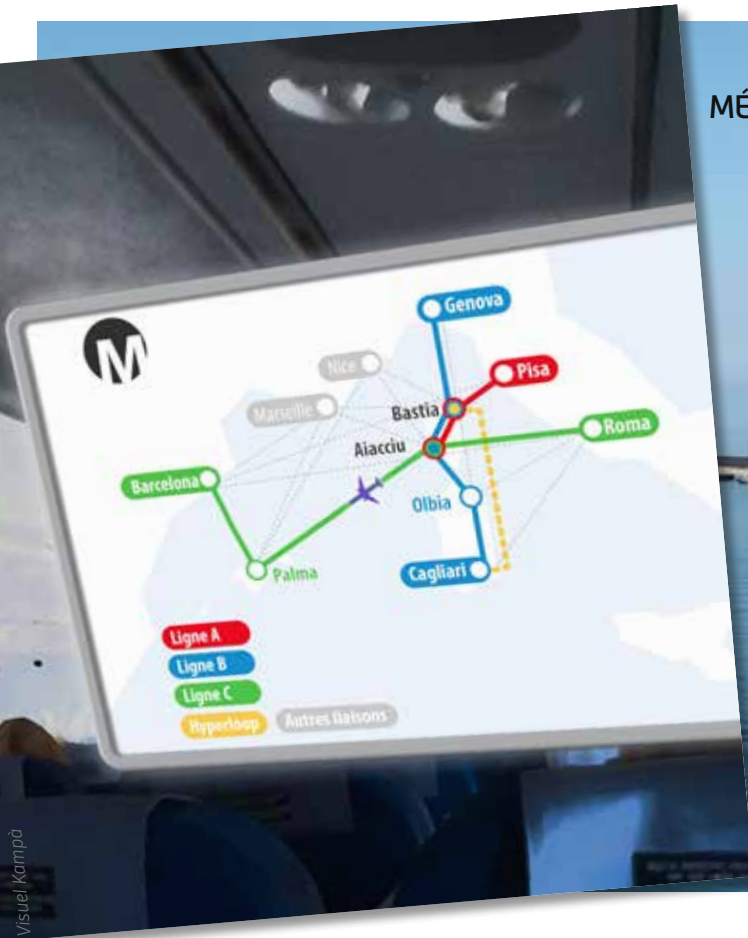 MÉ
M
Genova
Nice
Pisa
Marseille
Bastia
Roma
Aiacciu
Barcelona
Olbia
Palma
Cagliari
Ligne A
Ligne B
Ligne C
Hyperloop
Autres liaisons
Visuel Kampà